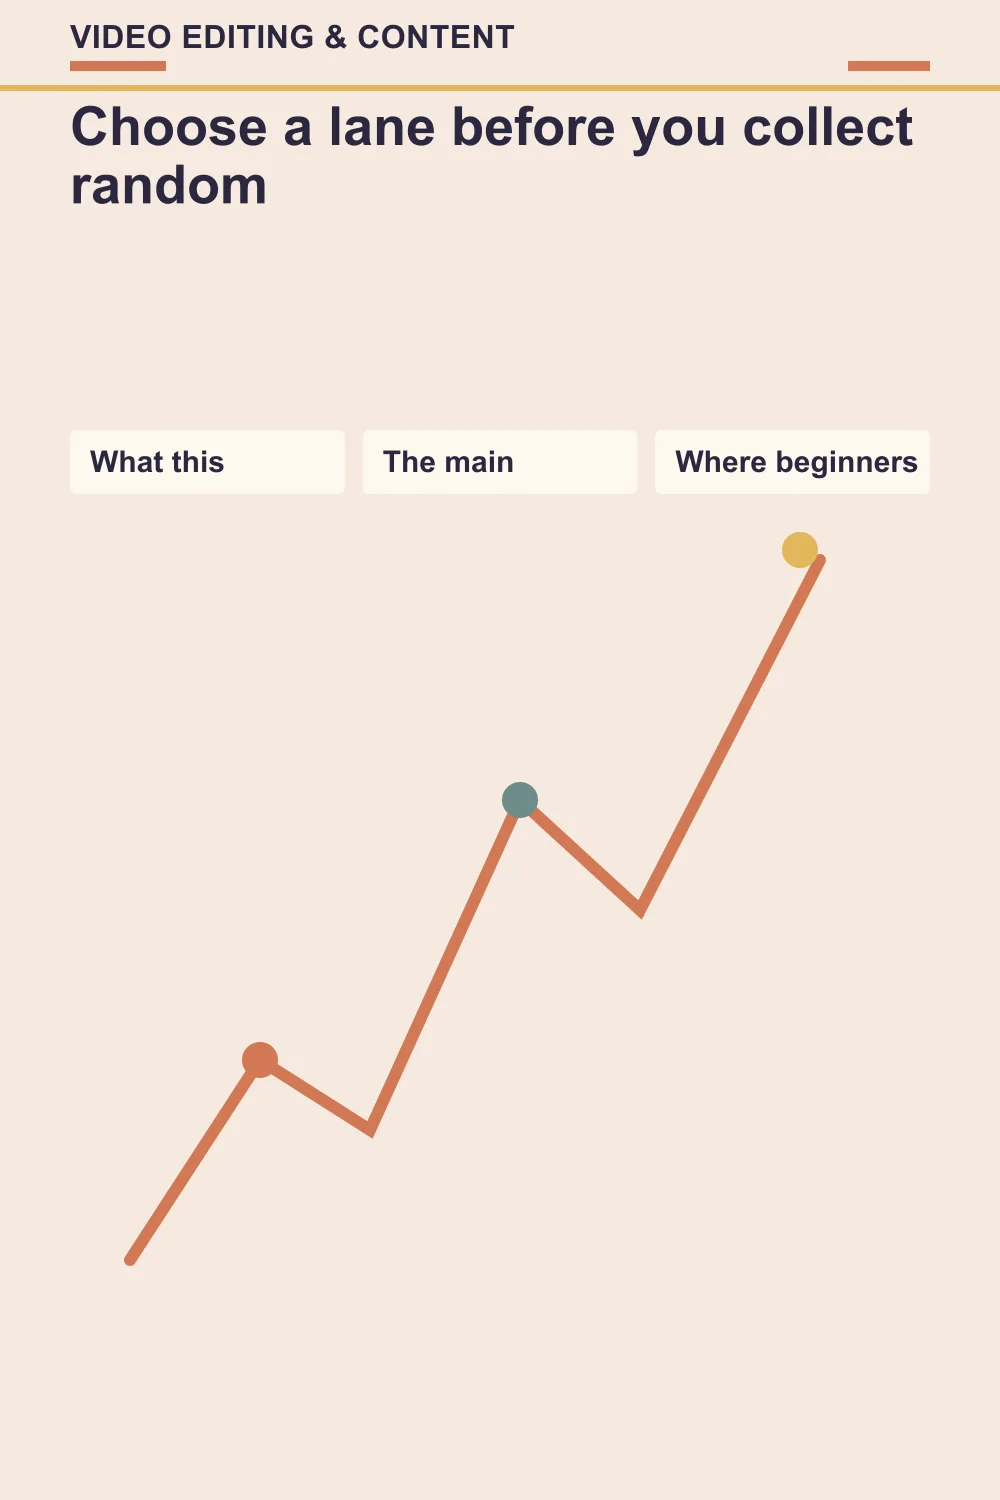 VIDEO EDITING & CONTENT
Choose a lane before you collect
random
What this
The main
Where beginners